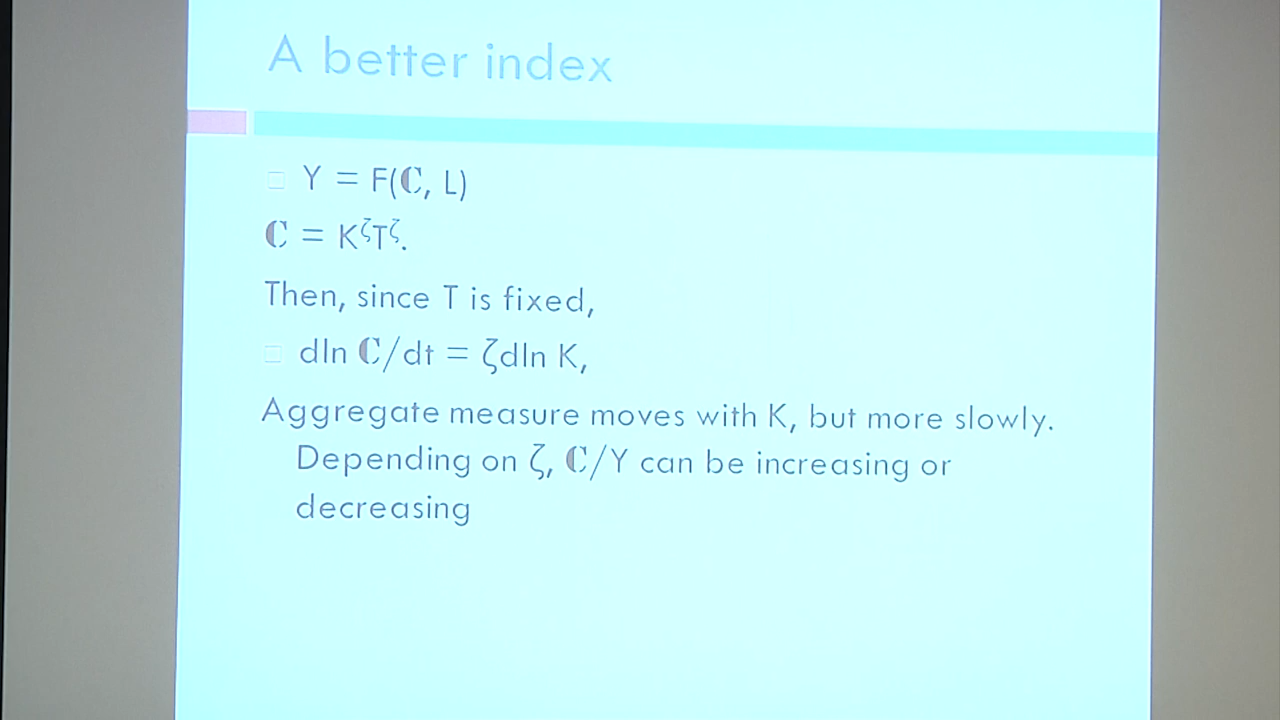 A better index
Y = F(ℂ, L)
ℂ = K^ζT^ζ.
Then, since T is fixed,
dln ℂ/dt = ζdln K,
Aggregate measure moves with K, but more slowly.
Depending on ζ, ℂ/Y can be increasing or
decreasing